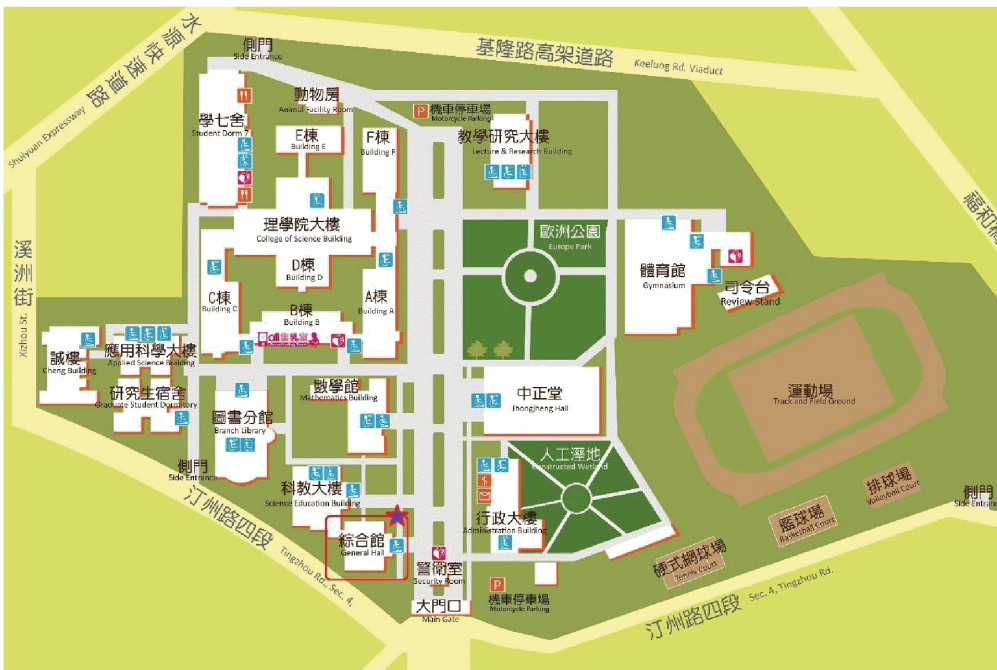 水源快速道路
Shuiyuan Expressway
側門
Side Entrance
基隆路高架道路
Keelung Rd. Viaduct
學七舍
Student Dorm 7
動物房
Animal Facility Room
E棟
Building E
F棟
Building F
P
機車停車場
Motorcycle Parking
教學研究大樓
Lecture & Research Building
理學院大樓
College of Science Building
歐洲公園
Europe Park
體育館
Gymnasium
司令台
Review Stand
溪洲街
Xizhou St.
C棟
Building C
D棟
Building D
A棟
Building A
B棟
Building B
誠樓
Cheng Building
應用科學大樓
Applied Science Building
研究生宿舍
Graduate Student Dormitory
圖書分館
Branch Library
數學館
Mathematics Building
中正堂
Jhongjheng Hall
運動場
Track and Field Ground
人工溼地
Constructed Wetland
側門
Side Entrance
科教大樓
Science Education Building
$
行政大樓
Administration Building
排球場
Volleyball Court
籃球場
Basketball Court
側門
Side Entrance
汀州路四段
Tingzhou Rd., Sec. 4,
綜合館
General Hall
警衛室
Security Room
硬式網球場
Tennis Court
大門口
Main Gate
P
機車停車場
Motorcycle Parking
汀州路四段
Sec. 4, Tingzhou Rd.